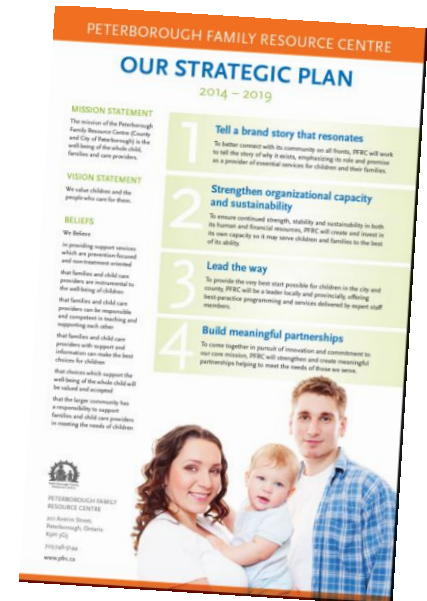 PETERBOROUGH FAMILY RESOURCE CENTRE
OUR STRATEGIC PLAN
2014 – 2019
MISSION STATEMENT
The mission of the Peterborough
Family Resource Centre (County
and City of Peterborough) is the
well-being of the whole child,
families and care providers.
VISION STATEMENT
We value children and the
people who care for them.
BELIEFS
We Believe
in providing support services
which are prevention-focused
and non-treatment oriented
that families and child care
providers are instrumental to
the well-being of children
that families and child care
providers can be responsible
and competent in teaching and
supporting each other
that families and child care
providers with support and
information can make the best
choices for children
that choices which support the
well-being of the whole child will
be valued and accepted
that the larger community has
a responsibility to support
families and child care providers
in meeting the needs of children
1
Tell a brand story that resonates
To better connect with its community on all fronts, PFRC will work
to tell the story of why it exists, emphasizing its role and promise
as a provider of essential services for children and their families.
2
Strengthen organizational capacity
and sustainability
To ensure continued strength, stability and sustainability in both
its human and financial resources, PFRC will create and invest in
its own capacity so it may serve children and families to the best
of its ability.
3
Lead the way
To provide the very best start possible for children in the city and
county, PFRC will be a leader locally and provincially, offering
best-practice programming and services delivered by expert staff
members.
4
Build meaningful partnerships
To come together in pursuit of innovation and commitment to
our core mission, PFRC will strengthen and create meaningful
partnerships helping to meet the needs of those we serve.
PETERBOROUGH FAMILY
RESOURCE CENTRE
201 Antrim Street,
Peterborough, Ontario
K9H 3G5
www.pfrc.ca